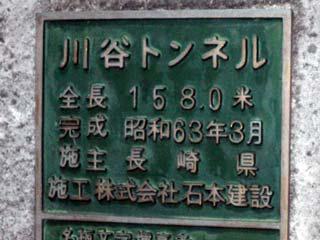 川谷トンネル
全長 158.0米
完成 昭和63年3月
施主 長崎県
施工 株式会社 石本建設